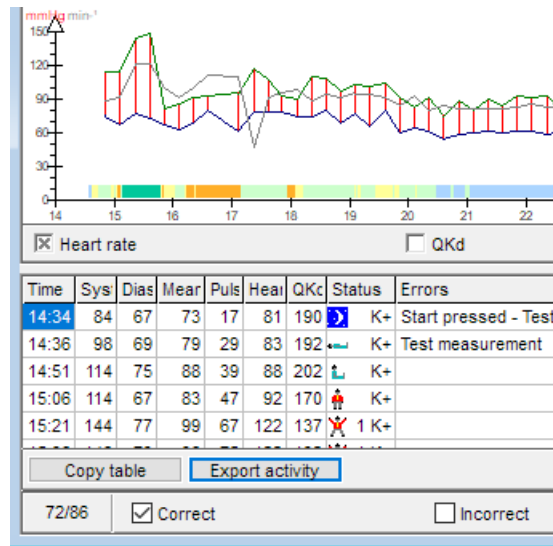 mmHg min-¹
150
120
90
60
30
0
14 15 16 17 18 19 20 21 22
Heart rate QKd
Time Sys Dias Mear Puls Hear QKc Status Errors
14:34 84 67 73 17 81 190 K+ Start pressed - Test
14:36 98 69 79 29 83 192 K+ Test measurement
14:51 114 75 88 39 88 202 K+
15:06 114 67 83 47 92 170 K+
15:21 144 77 99 67 122 137 1 K+
Copy table Export activity
72/86 Correct Incorrect